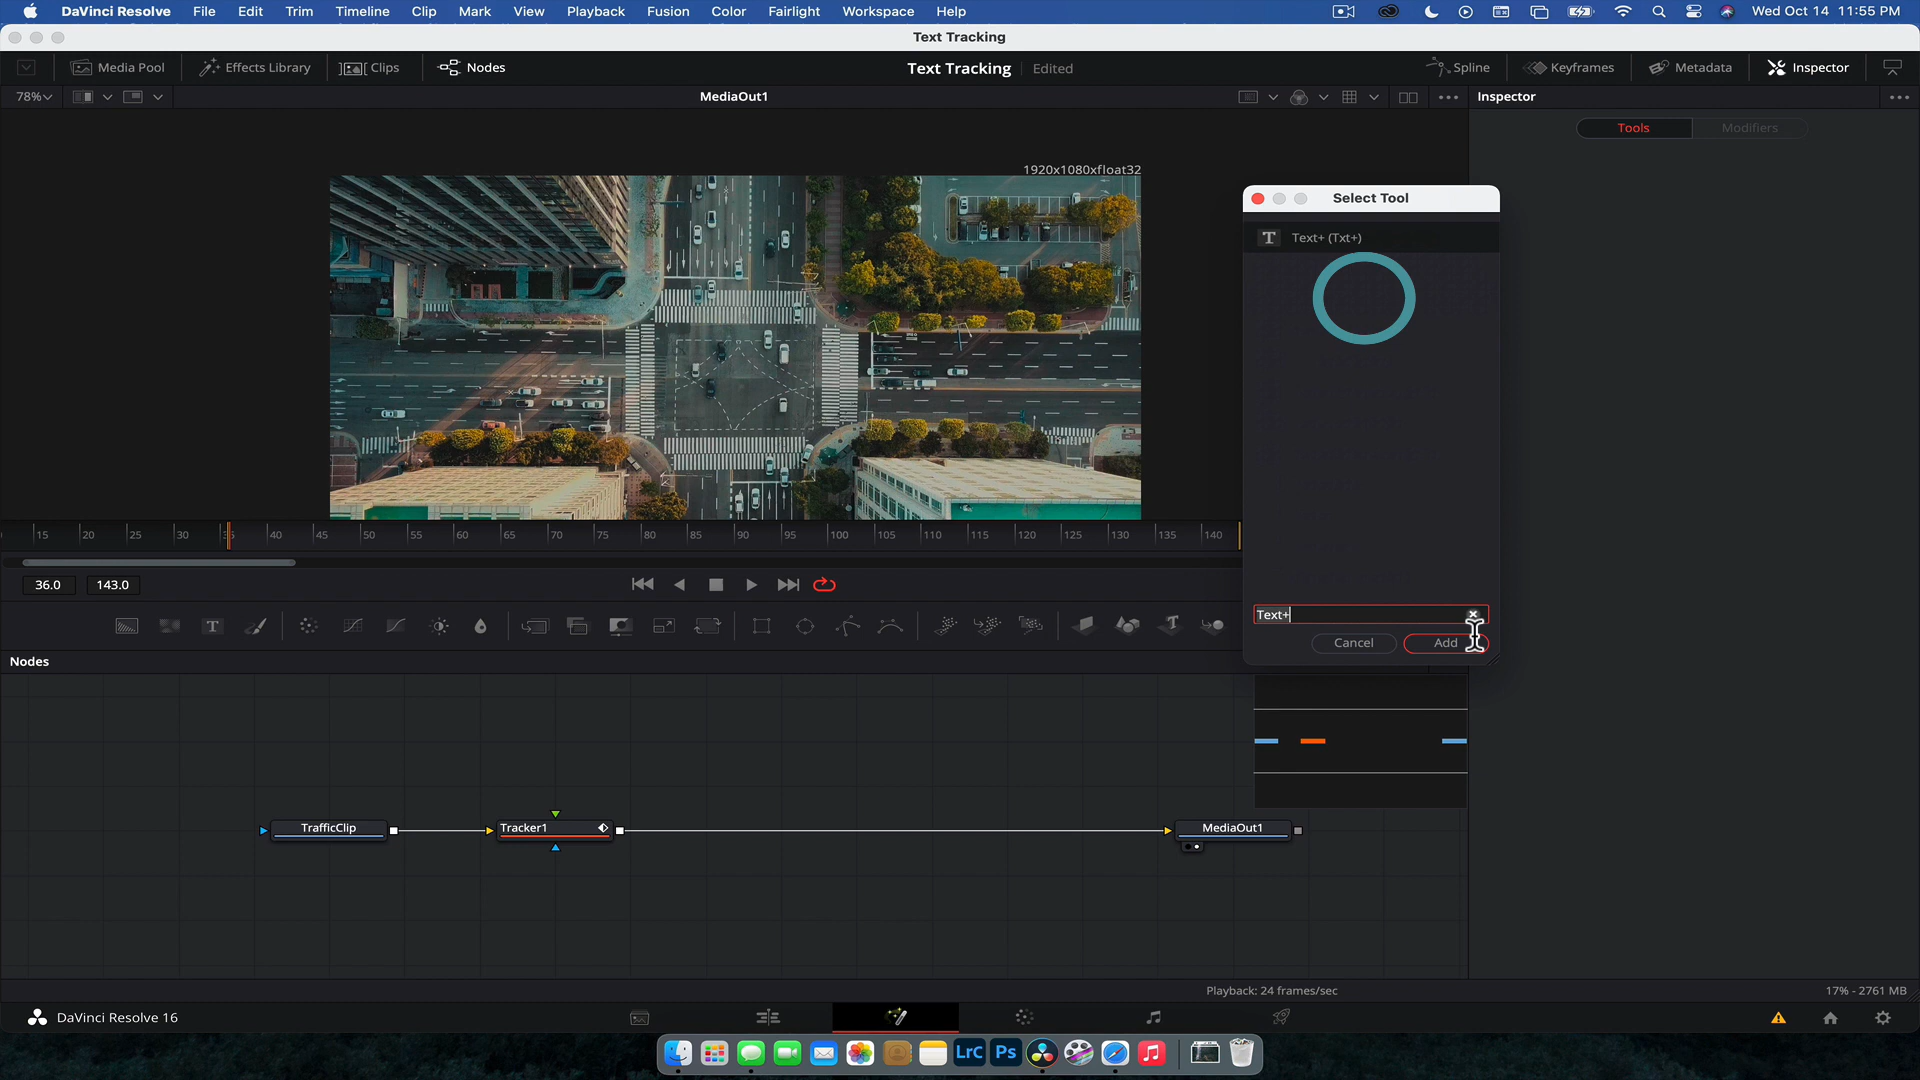 DaVinci Resolve File Edit Trim Timeline Clip Mark View Playback Fusion Color Fairlight Workspace Help Wed Oct 14 11:55 PM
Text Tracking
Media Pool Effects Library Clips Nodes Text Tracking Edited Spline Keyframes Metadata Inspector
78% MediaOut1 Inspector
Tools Modifiers
1920x1080xfloat32
Select Tool
T Text+ (Txt+)
15 20 25 30 35 40 45 50 55 60 65 70 75 80 85 90 95 100 105 110 115 120 125 130 135 140
36.0 143.0
Text+
Cancel Add
Nodes
TrafficClip Tracker1 MediaOut1
Playback: 24 frames/sec 17% - 2761 MB
DaVinci Resolve 16
LrC Ps